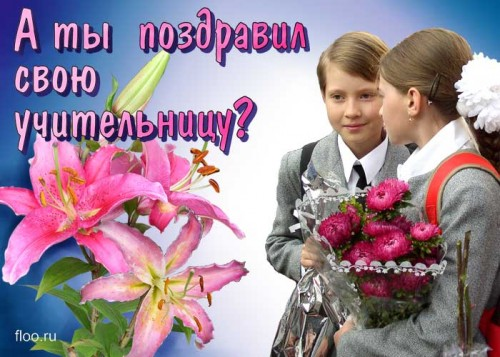 А ты поздравил
свою
учительницу?
floo.ru